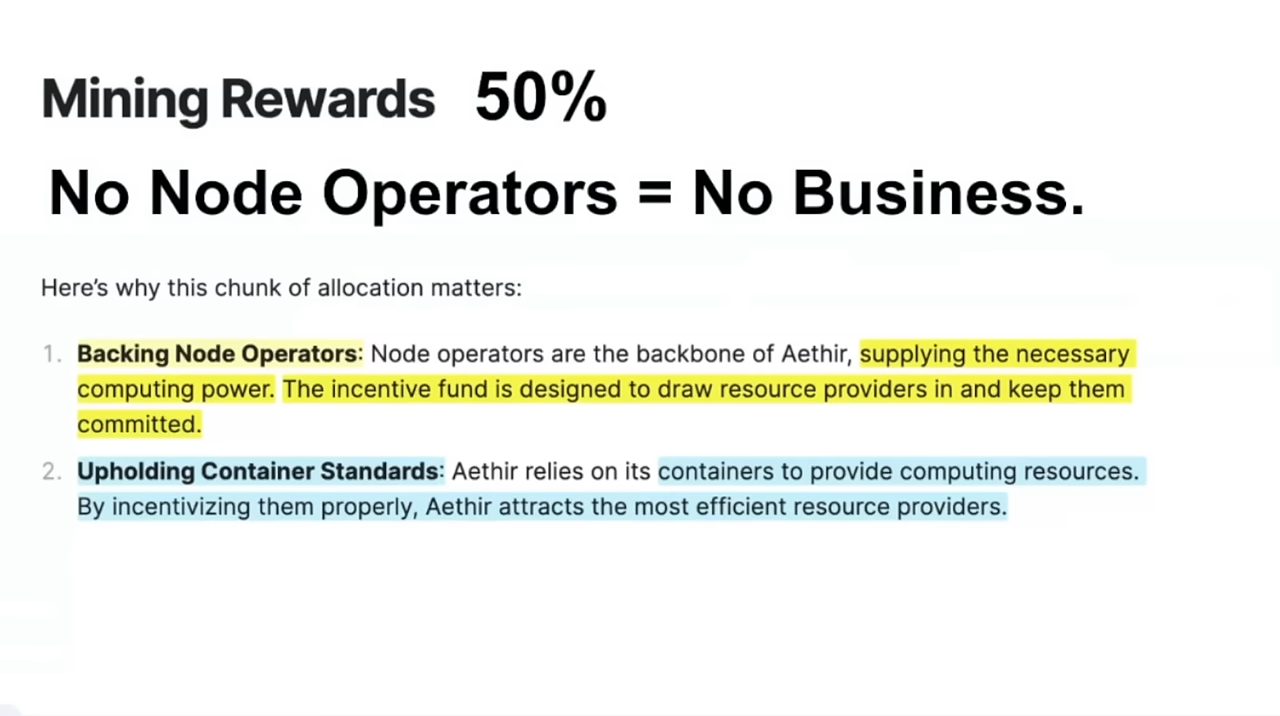 Mining Rewards 50%
No Node Operators = No Business.
Here’s why this chunk of allocation matters:
1. Backing Node Operators: Node operators are the backbone of Aethir, supplying the necessary
computing power. The incentive fund is designed to draw resource providers in and keep them
committed.
2. Upholding Container Standards: Aethir relies on its containers to provide computing resources.
By incentivizing them properly, Aethir attracts the most efficient resource providers.